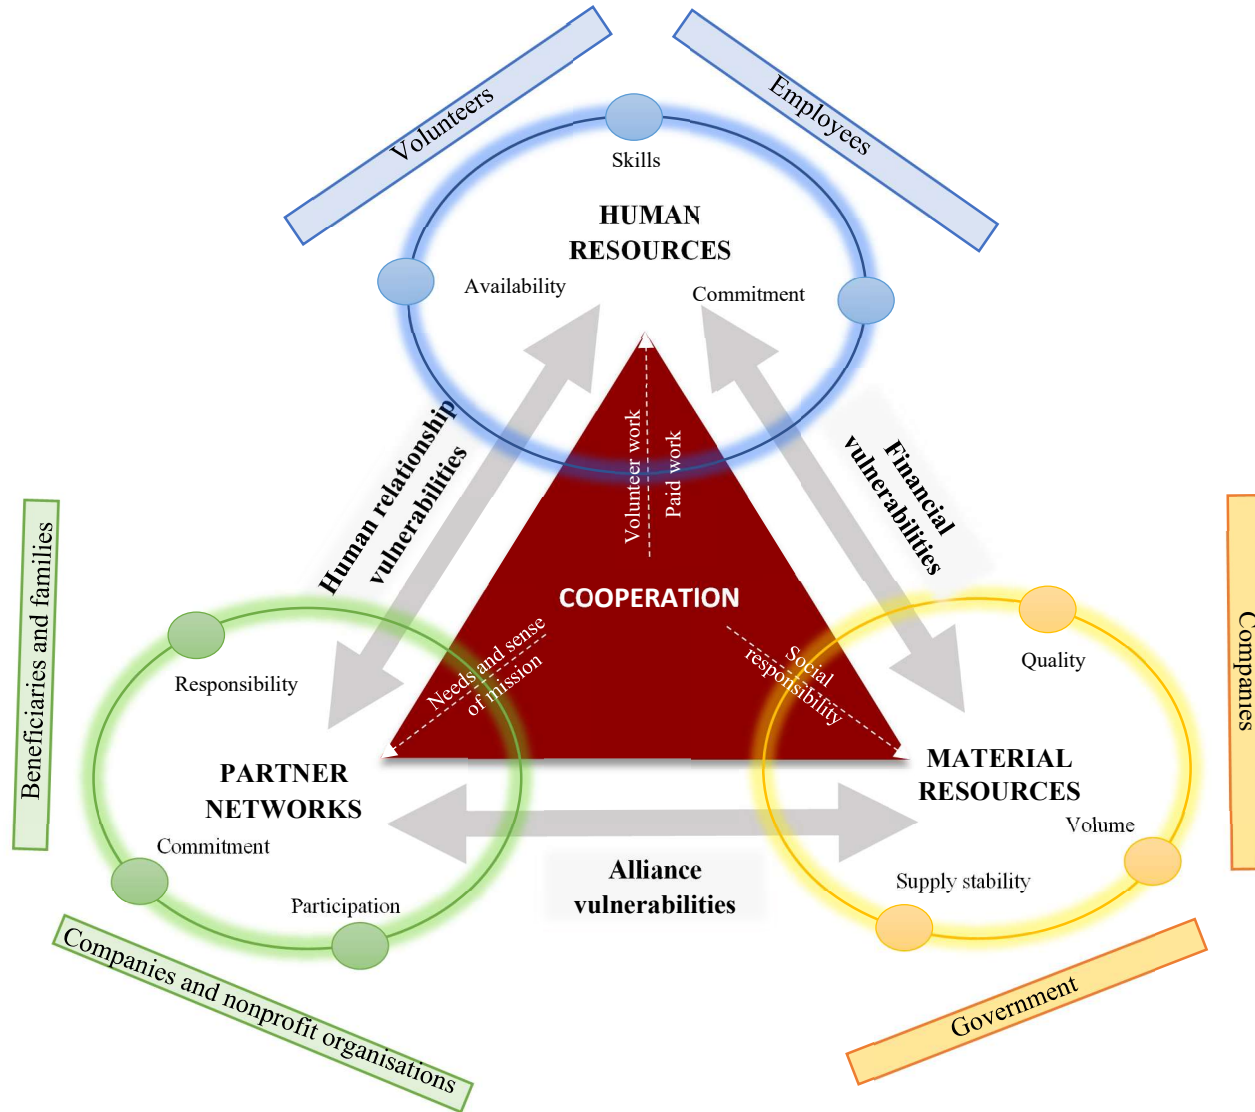 Volunteers
Employees
Skills
HUMAN
RESOURCES
Availability
Commitment
Human relationship
vulnerabilities
Financial
vulnerabilities
Volunteer work
Paid work
COOPERATION
Needs and sense
of mission
Social
responsibility
Beneficiaries and families
Responsibility
PARTNER
NETWORKS
Commitment
Participation
Companies and nonprofit organisations
Alliance
vulnerabilities
Quality
MATERIAL
RESOURCES
Volume
Supply stability
Companies
Government